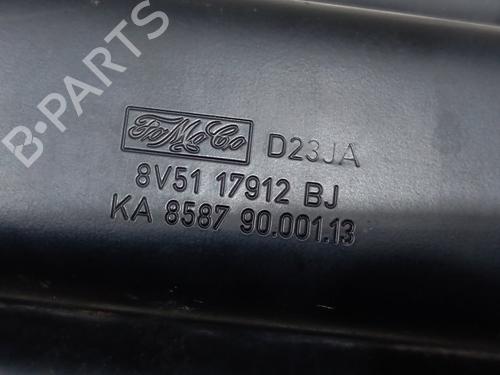 B-PARTS
FoMoCo D23JA
8V51 17912 BJ
KA 8587 90.001.13